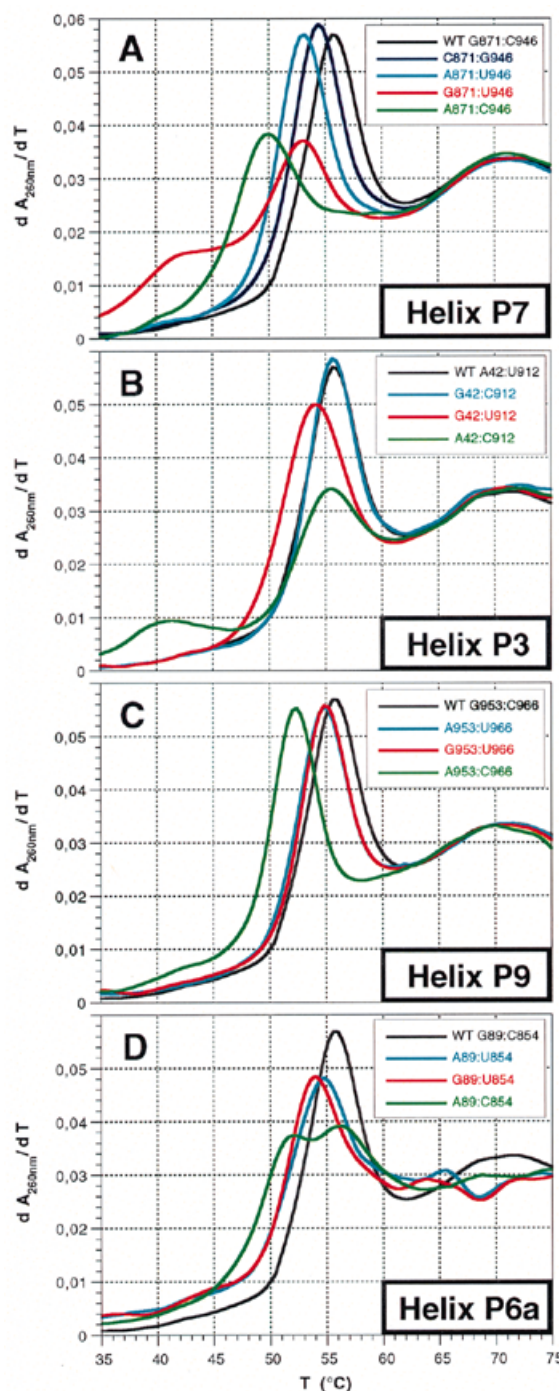 A
WT G871:C946
C871:G946
A871:U946
G871:U946
A871:C946
0,06
0,05
0,04
0,03
0,02
0,01
0
d A260nm / d T
Helix P7
B
WT A42:U912
G42:C912
G42:U912
A42:C912
0,05
0,04
0,03
0,02
0,01
0
d A260nm / d T
Helix P3
C
WT G953:C966
A953:U966
G953:U966
A953:C966
0,05
0,04
0,03
0,02
0,01
0
d A260nm / d T
Helix P9
D
WT G89:C854
A89:U854
G89:U854
A89:C854
0,05
0,04
0,03
0,02
0,01
0
d A260nm / d T
Helix P6a
35 40 45 50 55 60 65 70 75
T (°C)